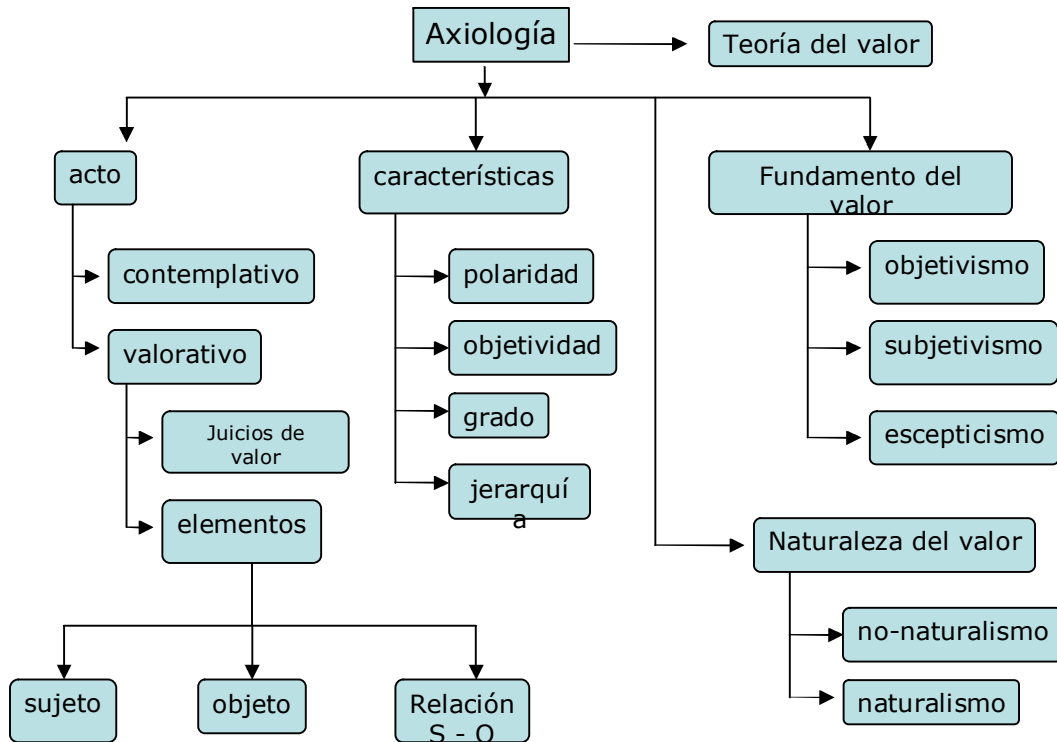 Axiología
Teoría del valor
acto
características
Fundamento del
valor
contemplativo
polaridad
objetivismo
valorativo
objetividad
subjetivismo
Juicios de
valor
grado
escepticismo
elementos
jerarquí
a
Naturaleza del valor
no-naturalismo
naturalismo
sujeto
objeto
Relación
S - O